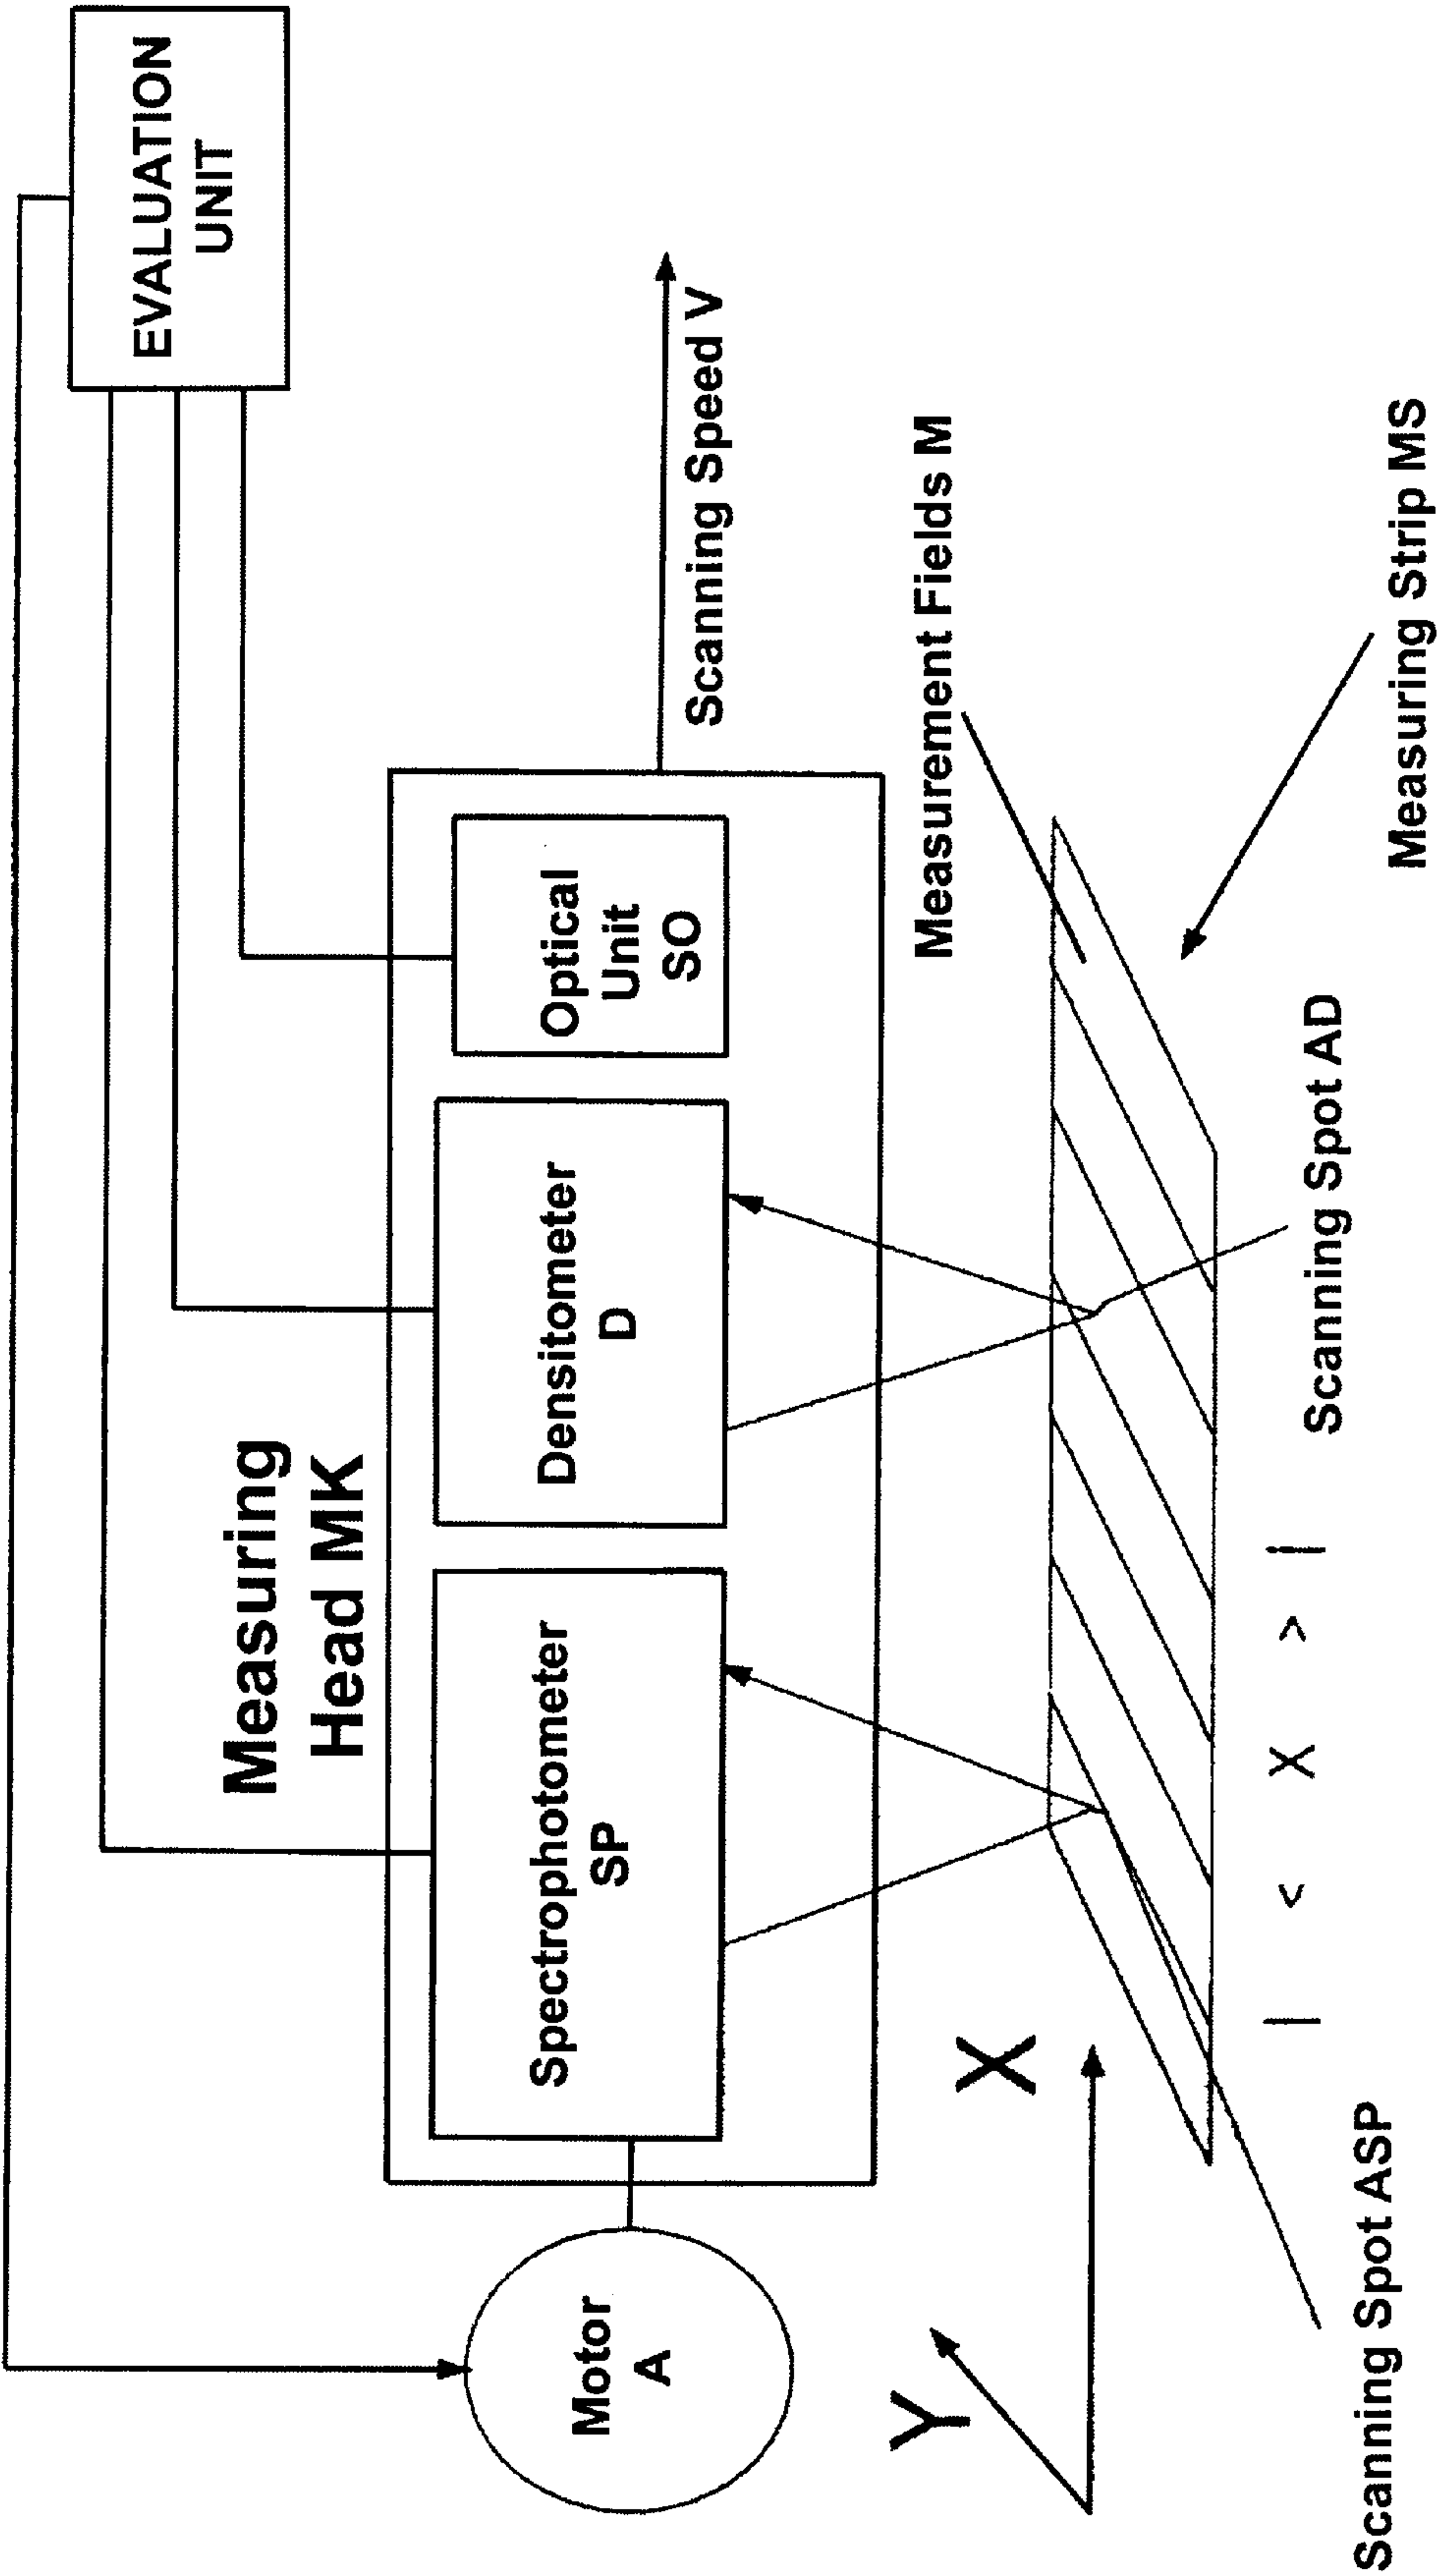 EVALUATION
UNIT
Measuring
Head MK
Motor
A
Spectrophotometer
SP
Densitometer
D
Optical
Unit
SO
Scanning Speed V
Y
X
Measurement Fields M
| < X > |
Scanning Spot ASP
Scanning Spot AD
Measuring Strip MS